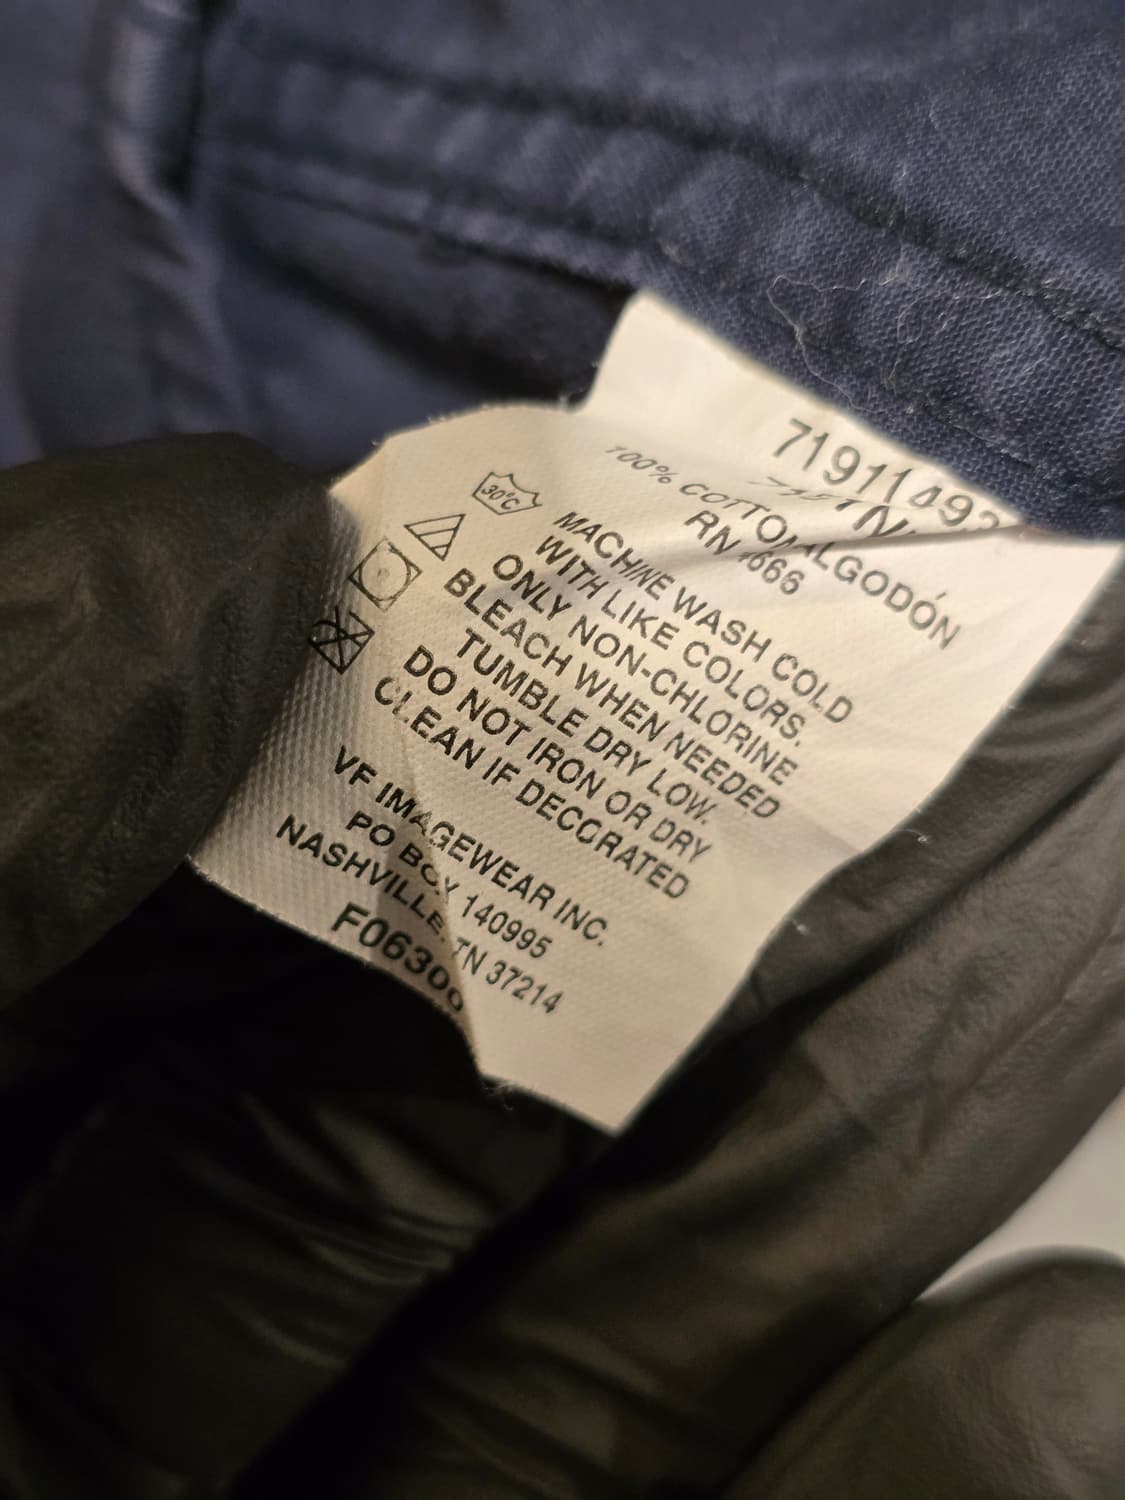 100% COTTON/ALGODÓN
30°C
MACHINE WASH COLD
WITH LIKE COLORS.
ONLY NON-CHLORINE
BLEACH WHEN NEEDED
TUMBLE DRY LOW.
DO NOT IRON OR DRY
CLEAN IF DECORATED
VF IMAGEWEAR INC.
PO BOX 140995
NASHVILLE, TN 37214
F06300